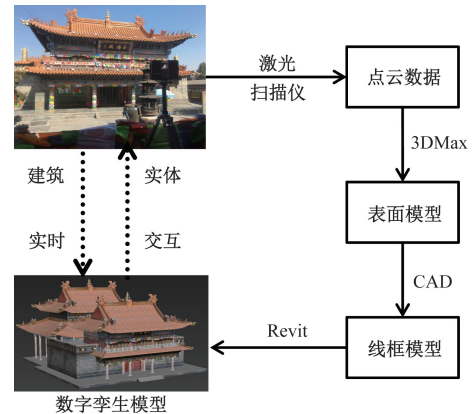 激光
扫描仪
点云数据
3DMax
表面模型
CAD
线框模型
Revit
建筑 实体
实时 交互
数字孪生模型